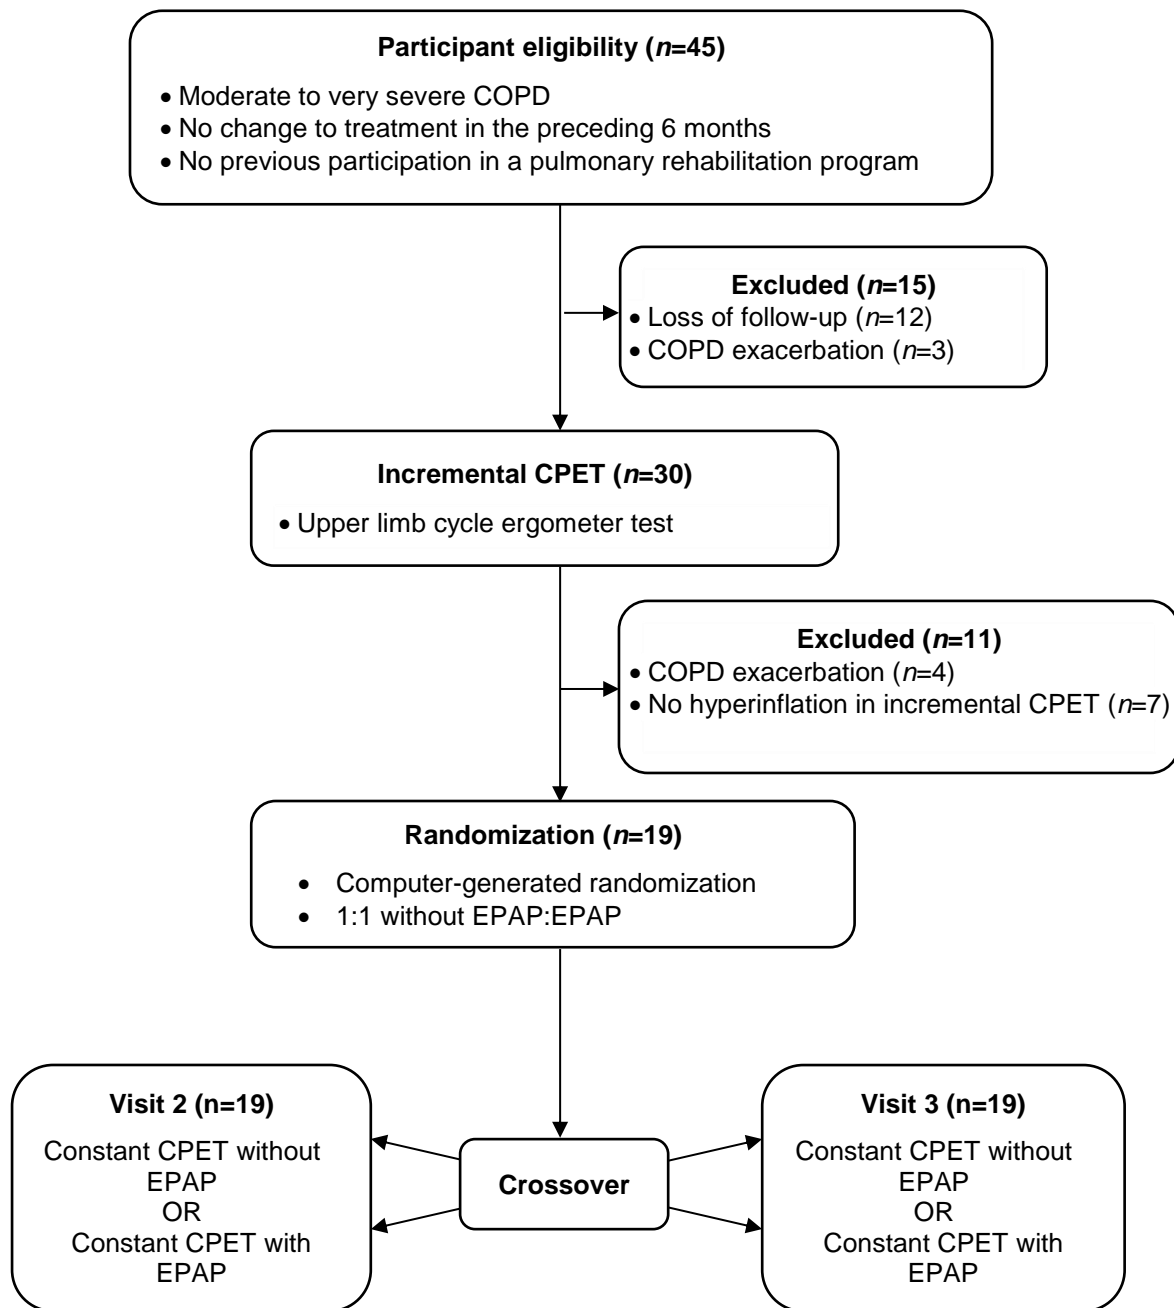 Participant eligibility (n=45)
• Moderate to very severe COPD
• No change to treatment in the preceding 6 months
• No previous participation in a pulmonary rehabilitation program
Excluded (n=15)
• Loss of follow-up (n=12)
• COPD exacerbation (n=3)
Incremental CPET (n=30)
• Upper limb cycle ergometer test
Excluded (n=11)
• COPD exacerbation (n=4)
• No hyperinflation in incremental CPET (n=7)
Randomization (n=19)
• Computer-generated randomization
• 1:1 without EPAP:EPAP
Visit 2 (n=19)
Constant CPET without
EPAP
OR
Constant CPET with
EPAP
Crossover
Visit 3 (n=19)
Constant CPET without
EPAP
OR
Constant CPET with
EPAP